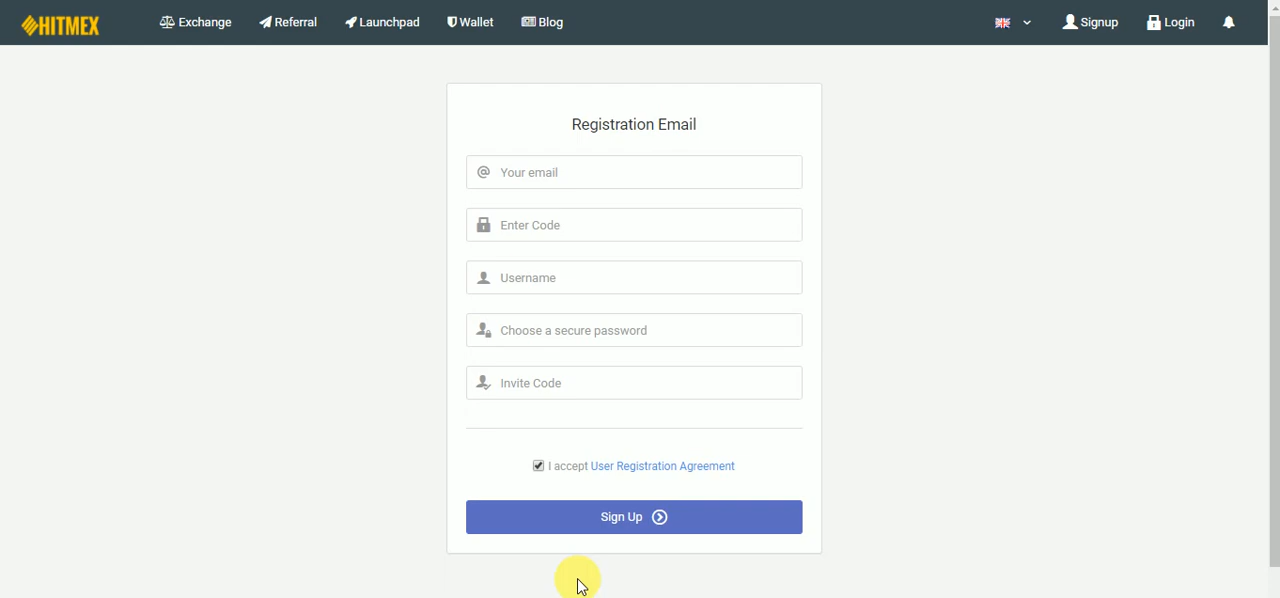 HITMEX Exchange Referral Launchpad Wallet Blog Signup Login
Registration Email
@ Your email
Enter Code
Username
Choose a secure password
Invite Code
I accept User Registration Agreement
Sign Up